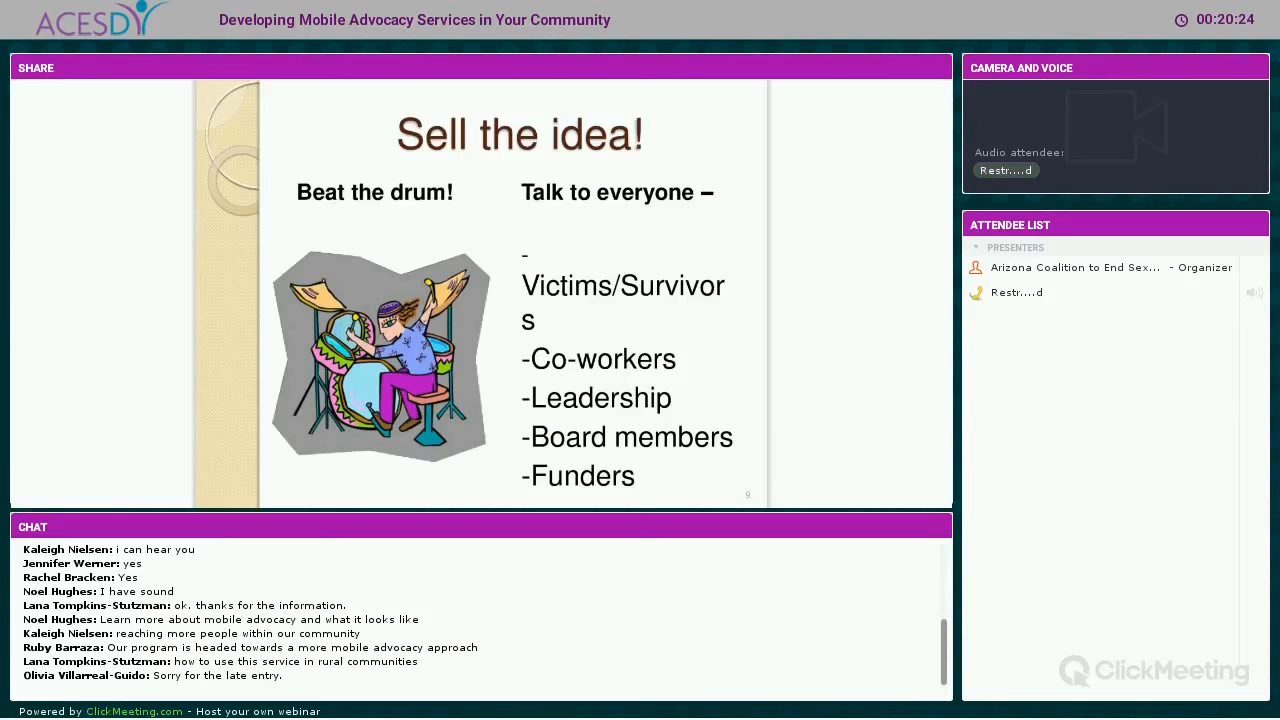 ACESDV
Developing Mobile Advocacy Services in Your Community
00:20:24
SHARE
Sell the idea!
Beat the drum!
Talk to everyone –
-
Victims/Survivor
s
-Co-workers
-Leadership
-Board members
-Funders
9
CHAT
Kaleigh Nielsen: i can hear you
Jennifer Werner: yes
Rachel Bracken: Yes
Noel Hughes: I have sound
Lana Tompkins-Stutzman: ok. thanks for the information.
Noel Hughes: Learn more about mobile advocacy and what it looks like
Kaleigh Nielsen: reaching more people within our community
Ruby Barraza: Our program is headed towards a more mobile advocacy approach
Lana Tompkins-Stutzman: how to use this service in rural communities
Olivia Villarreal-Guido: Sorry for the late entry.
CAMERA AND VOICE
Audio attendee:
Restr....d
ATTENDEE LIST
PRESENTERS
Arizona Coalition to End Sex... - Organizer
Restr....d
ClickMeeting
Powered by ClickMeeting.com - Host your own webinar